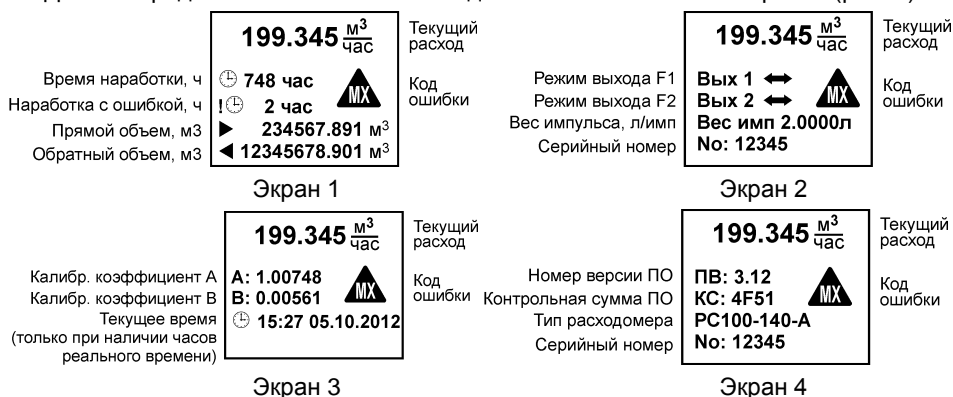 199.345 м³/час
Текущий расход
Время наработки, ч
748 час
МХ
Код ошибки
Наработка с ошибкой, ч
! 2 час
Прямой объем, м3
► 234567.891 м³
Обратный объем, м3
◄ 12345678.901 м³
Экран 1
199.345 м³/час
Текущий расход
Режим выхода F1
Вых 1 ↔
МХ
Код ошибки
Режим выхода F2
Вых 2 ↔
Вес импульса, л/имп
Вес имп 2.0000л
Серийный номер
No: 12345
Экран 2
199.345 м³/час
Текущий расход
Калибр. коэффициент А
А: 1.00748
МХ
Код ошибки
Калибр. коэффициент В
В: 0.00561
Текущее время
(только при наличии часов
реального времени)
15:27 05.10.2012
Экран 3
199.345 м³/час
Текущий расход
Номер версии ПО
ПВ: 3.12
МХ
Код ошибки
Контрольная сумма ПО
КС: 4F51
Тип расходомера
РС100-140-А
Серийный номер
No: 12345
Экран 4